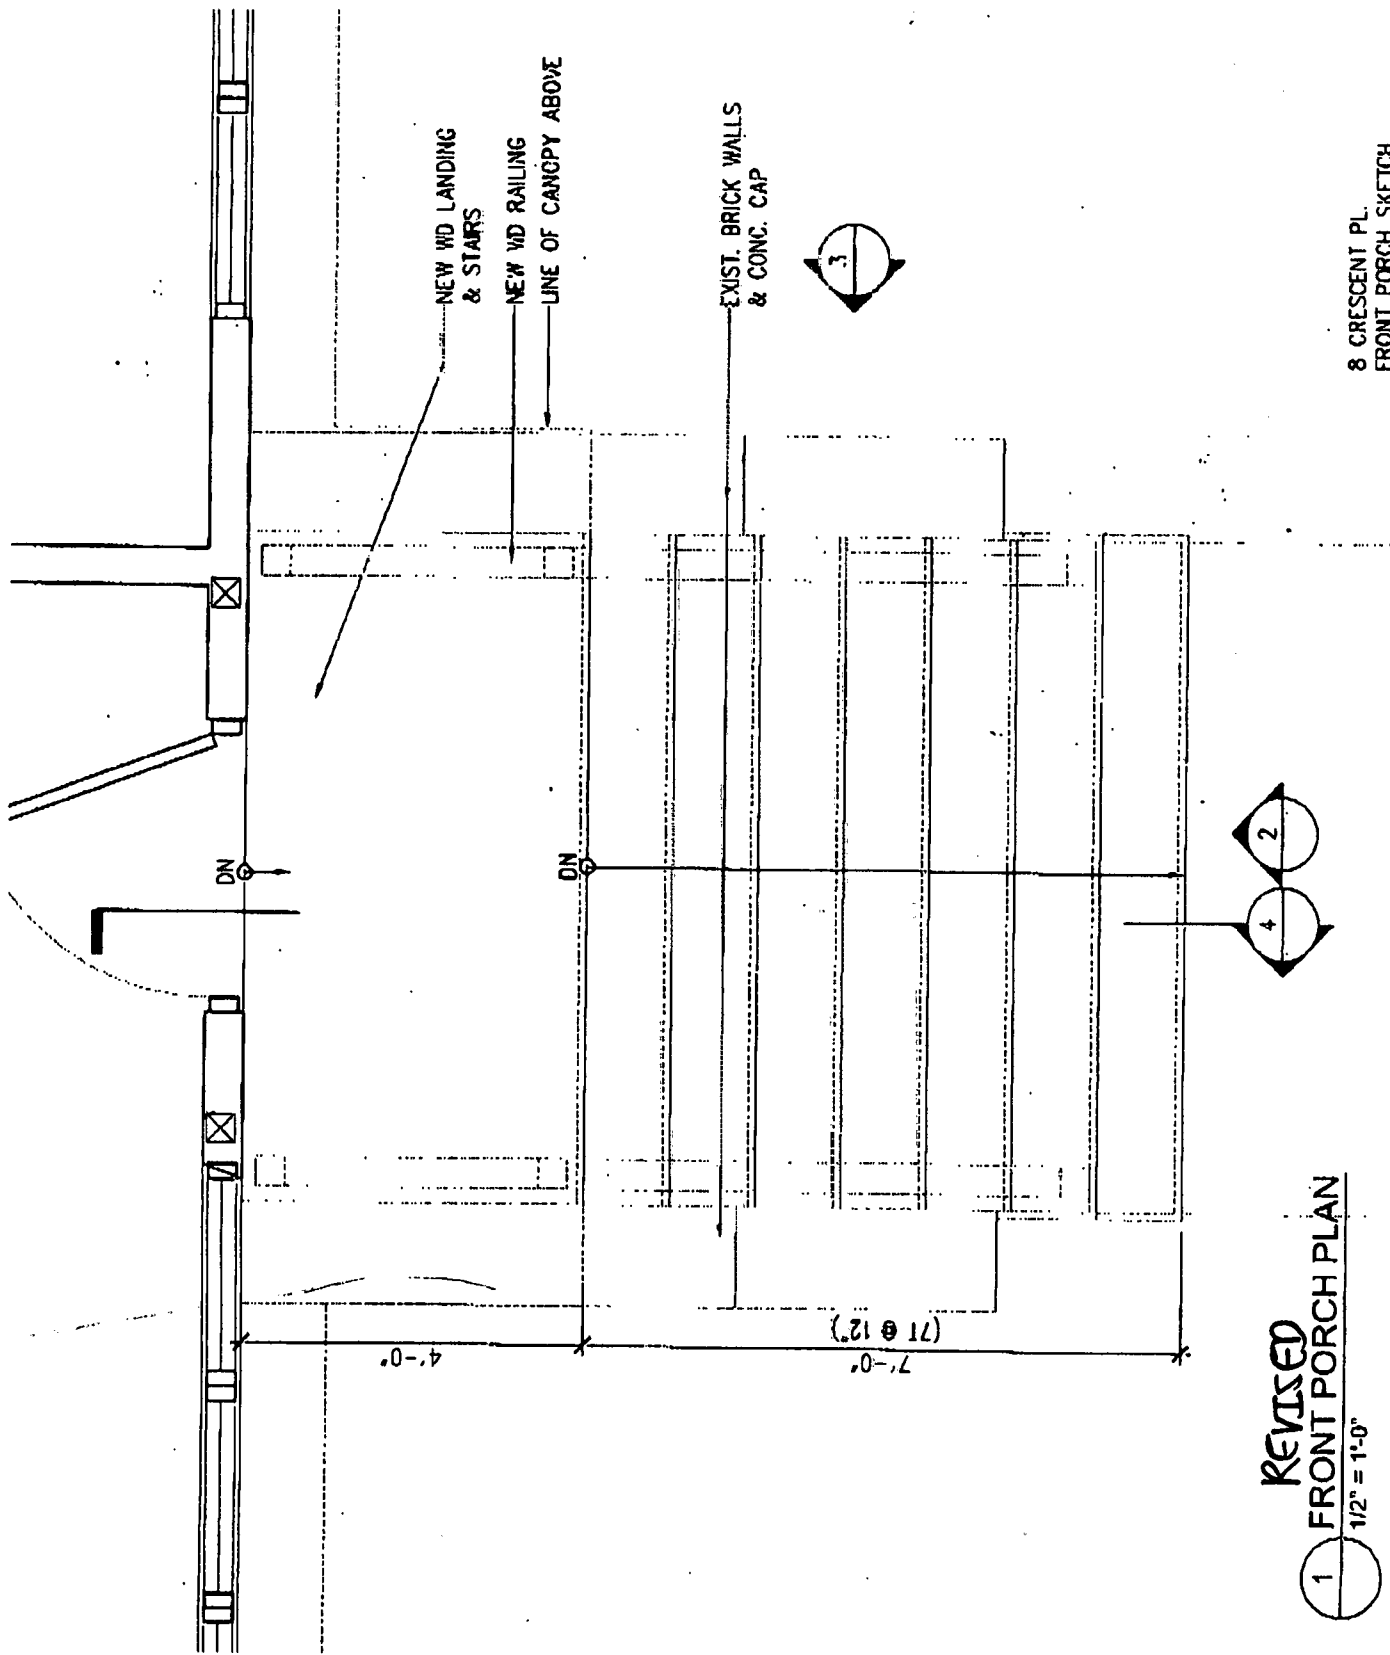 NEW WD LANDING
& STAIRS
NEW WD RAILING
LINE OF CANOPY ABOVE
EXIST. BRICK WALLS
& CONC. CAP
3
DN
DN
4'-0"
7'-0"
(7T @ 12")
2
4
8 CRESCENT PL.
FRONT PORCH SKETCH
REVISED
1
FRONT PORCH PLAN
1/2" = 1'-0"